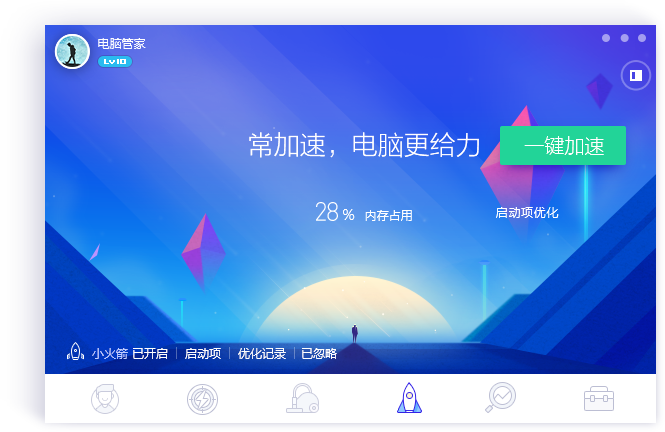 电脑管家
LV10
常加速，电脑更给力
一键加速
28% 内存占用
启动项优化
小火箭 已开启 | 启动项 | 优化记录 | 已忽略